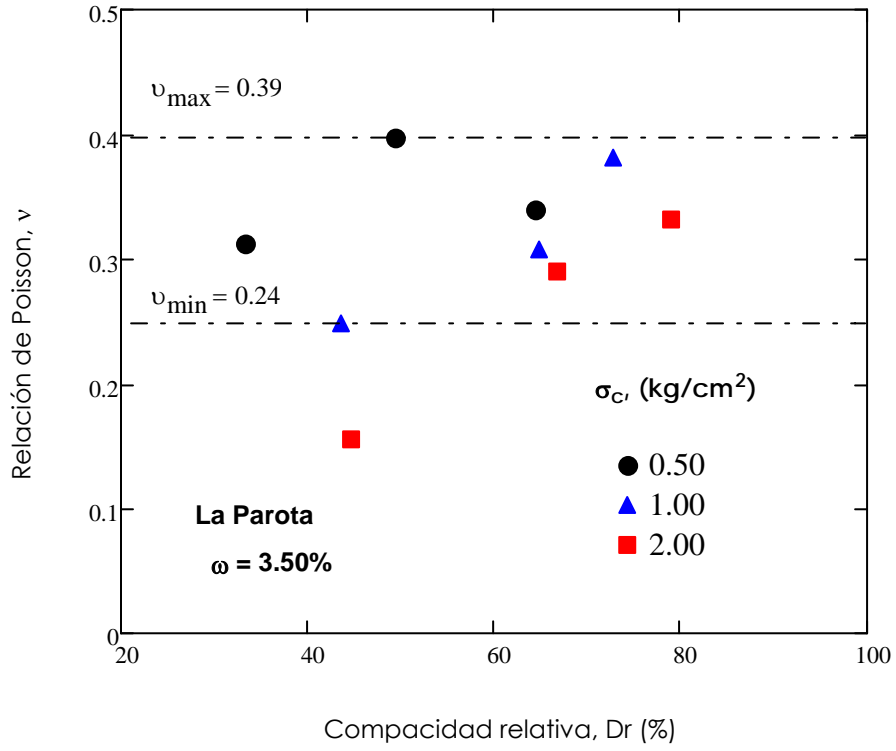 0.5
υmax = 0.39
0.4
0.3
υmin = 0.24
0.2
0.1
0
Relación de Poisson, ν
σc, (kg/cm²)
0.50
1.00
2.00
La Parota
ω = 3.50%
20 40 60 80 100
Compacidad relativa, Dr (%)